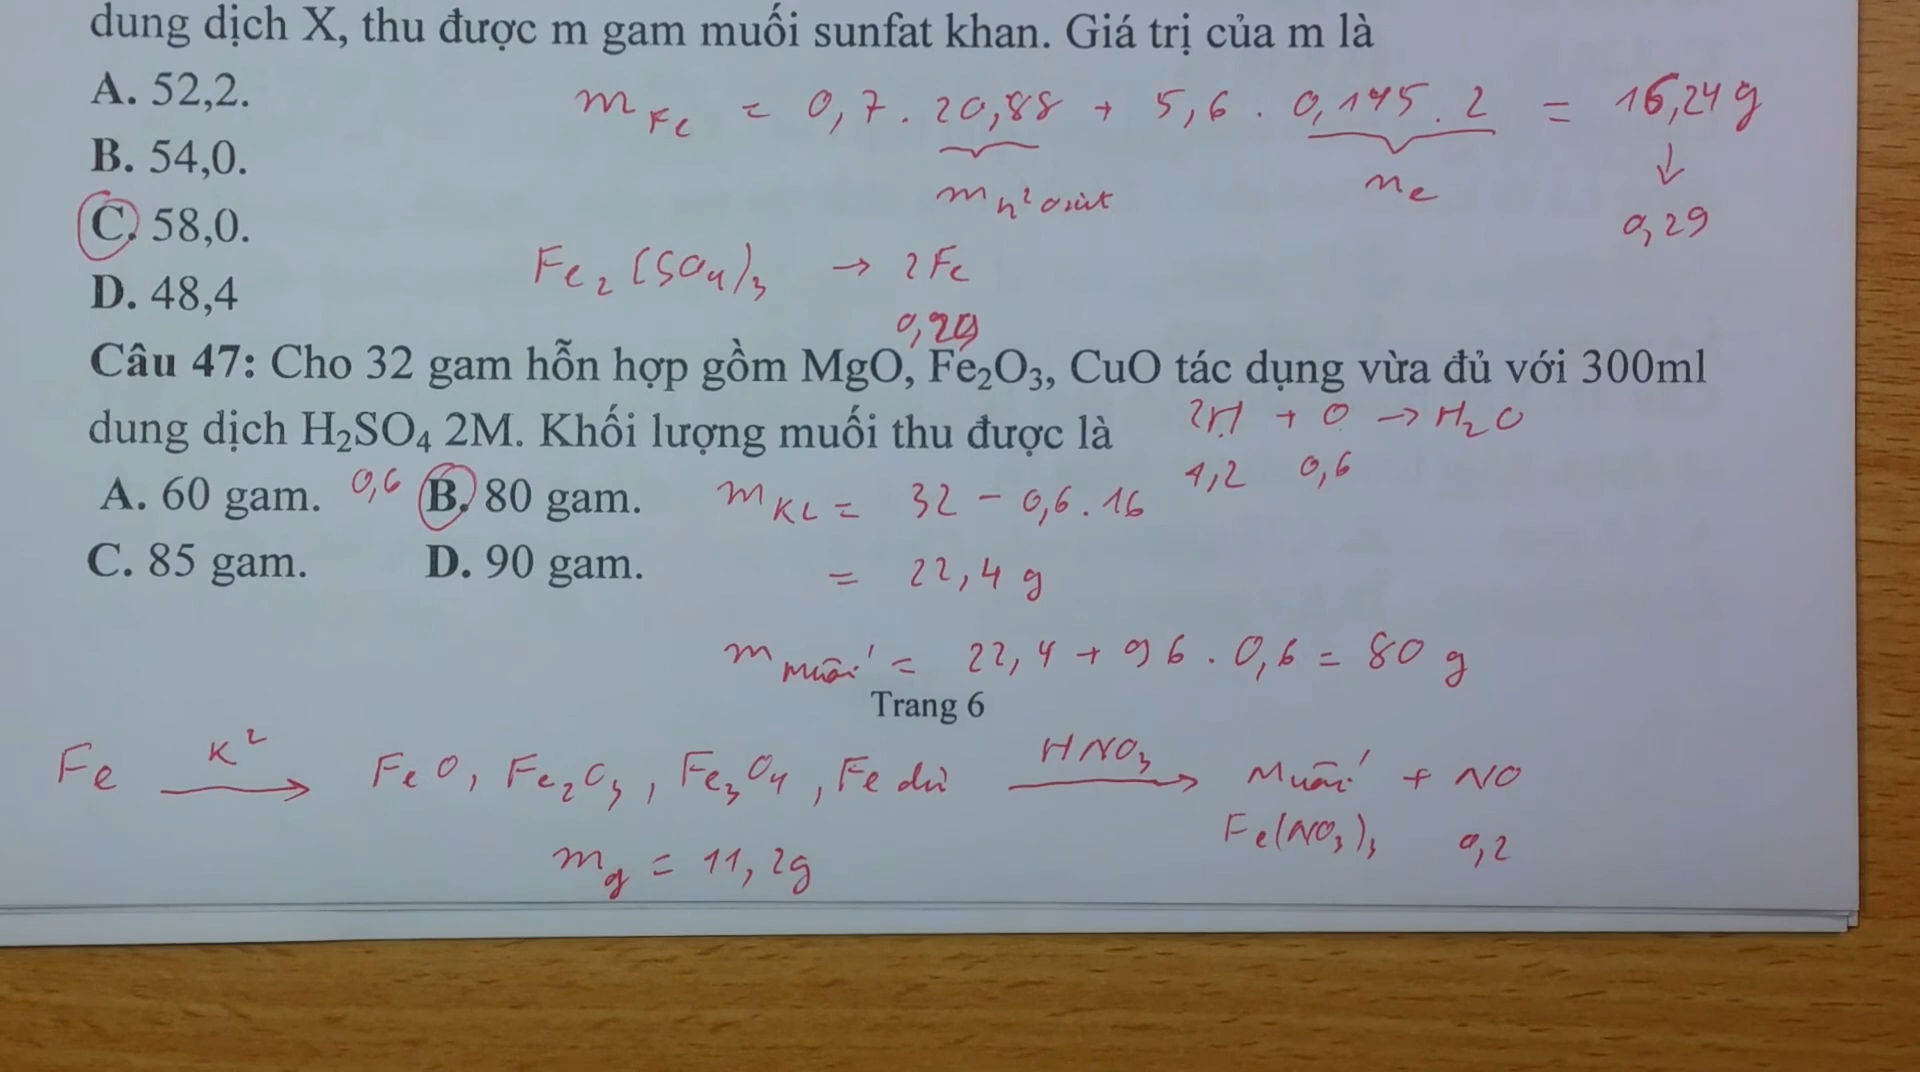 dung dịch X, thu được m gam muối sunfat khan. Giá trị của m là
A. 52,2.
m Fe = 0,7 . 20,88 + 5,6 . 0,145 . 2 = 16,24 g
B. 54,0.
m h² oxit
n e
↓
0,29
C. 58,0.
Fe₂(SO₄)₃ → 2Fe
D. 48,4
0,29
Câu 47: Cho 32 gam hỗn hợp gồm MgO, Fe₂O₃, CuO tác dụng vừa đủ với 300ml
dung dịch H₂SO₄ 2M. Khối lượng muối thu được là
2H + O → H₂O
1,2 0,6
A. 60 gam. 0,6 B. 80 gam.
m KL = 32 - 0,6 . 16
C. 85 gam. D. 90 gam.
= 22,4 g
m muối = 22,4 + 96 . 0,6 = 80 g
Trang 6
Fe K² → FeO, Fe₂O₃, Fe₃O₄, Fe dư HNO₃ → Muối + NO
Fe(NO₃)₃ 0,2
m g = 11,2g